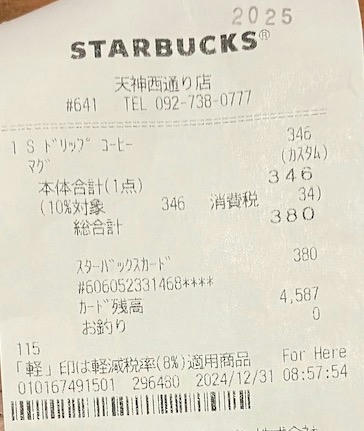 2025
STARBUCKS®
天神西通り店
#641 TEL 092-738-0777
1 S ドリップ コーヒー 346
マグ (カスタム)
本体合計(1点) 346
(10%対象 346 消費税 34)
総合計 380
スターバックスカード 380
#606052331468****
カード残高 4,587
お釣り 0
115
「軽」印は軽減税率(8%)適用商品 For Here
010167491501 296480 2024/12/31 08:57:54